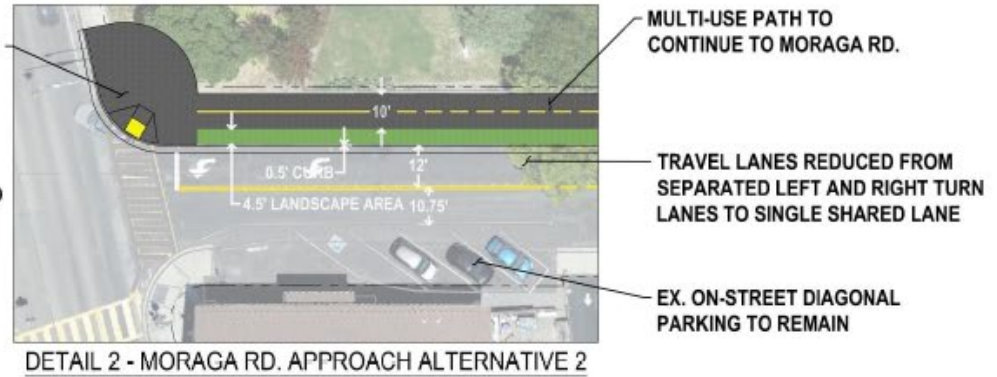 MULTI-USE PATH TO
CONTINUE TO MORAGA RD.
10'
12'
0.5' CURB
4.5' LANDSCAPE AREA 10.75'
TRAVEL LANES REDUCED FROM
SEPARATED LEFT AND RIGHT TURN
LANES TO SINGLE SHARED LANE
EX. ON-STREET DIAGONAL
PARKING TO REMAIN
DETAIL 2 - MORAGA RD. APPROACH ALTERNATIVE 2